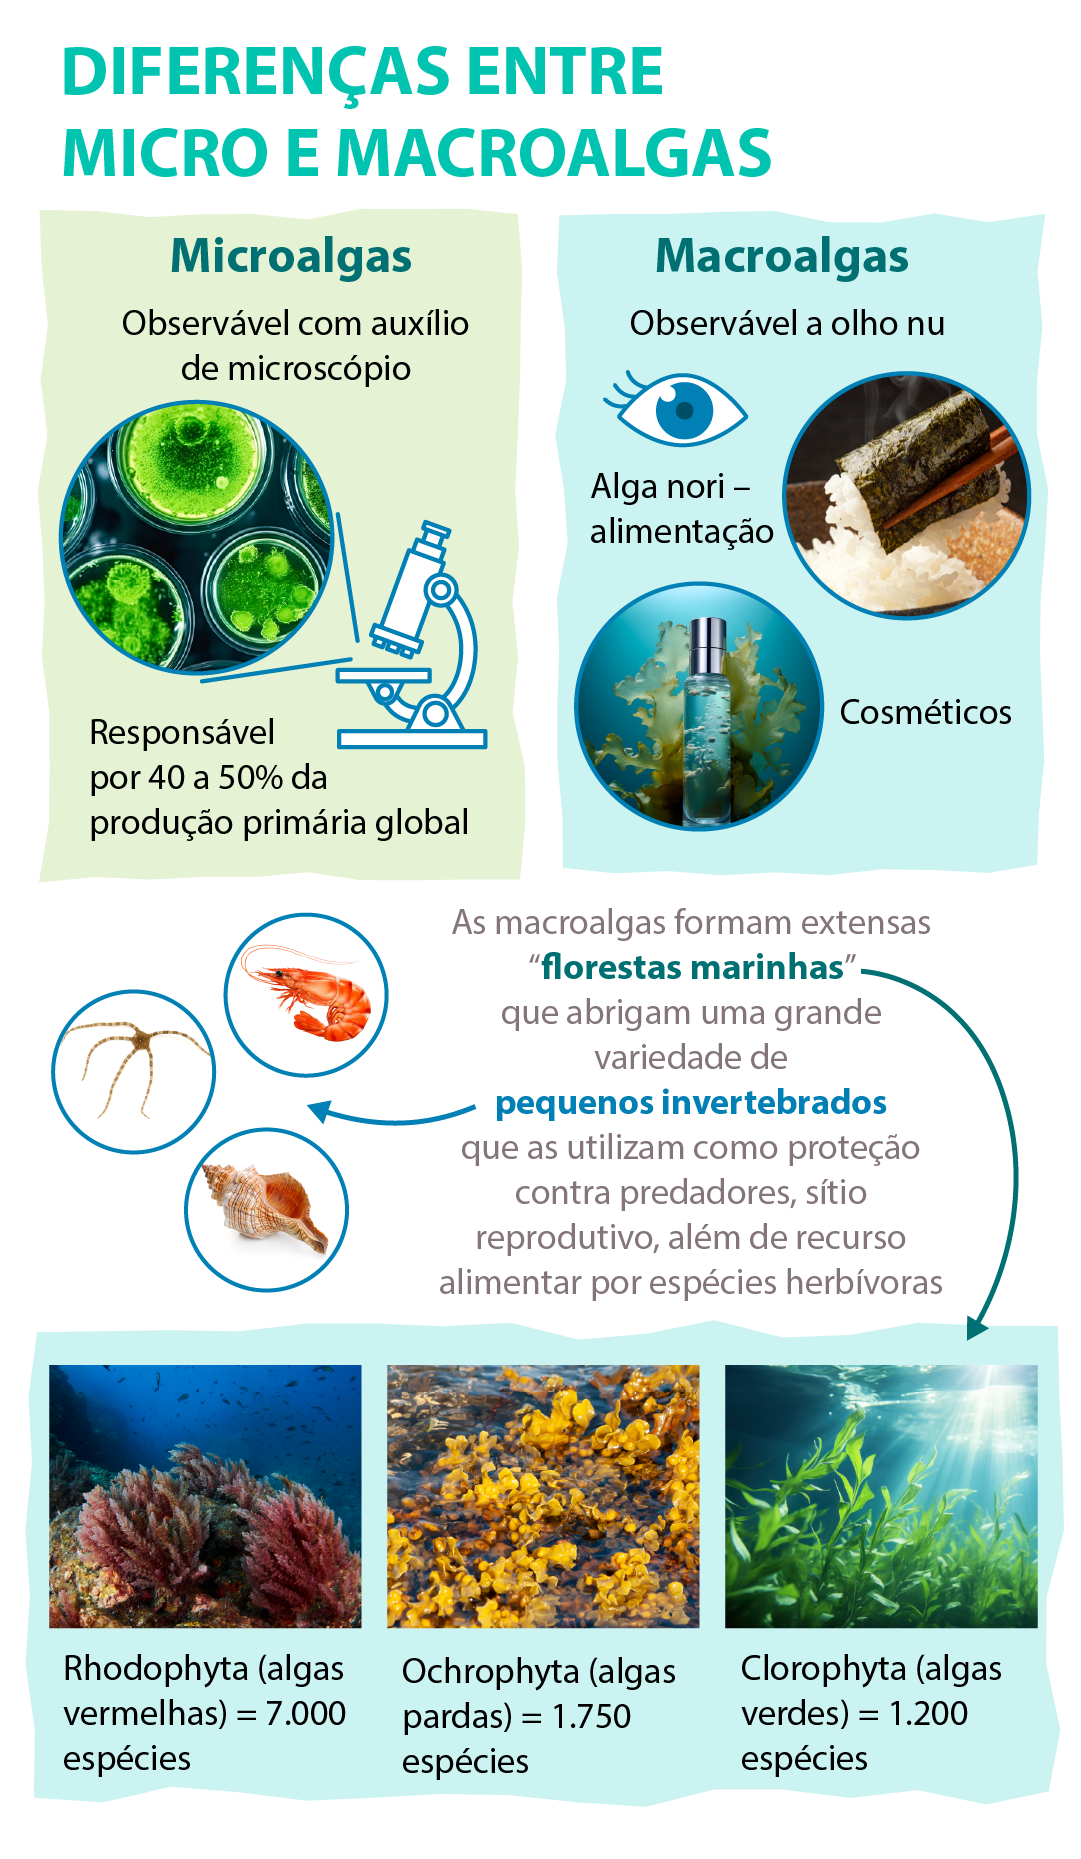 DIFERENÇAS ENTRE
MICRO E MACROALGAS
Microalgas
Observável com auxílio
de microscópio
Responsável
por 40 a 50% da
produção primária global
Macroalgas
Observável a olho nu
Alga nori –
alimentação
Cosméticos
As macroalgas formam extensas
“florestas marinhas”
que abrigam uma grande
variedade de
pequenos invertebrados
que as utilizam como proteção
contra predadores, sítio
reprodutivo, além de recurso
alimentar por espécies herbívoras
Rhodophyta (algas
vermelhas) = 7.000
espécies
Ochrophyta (algas
pardas) = 1.750
espécies
Clorophyta (algas
verdes) = 1.200
espécies